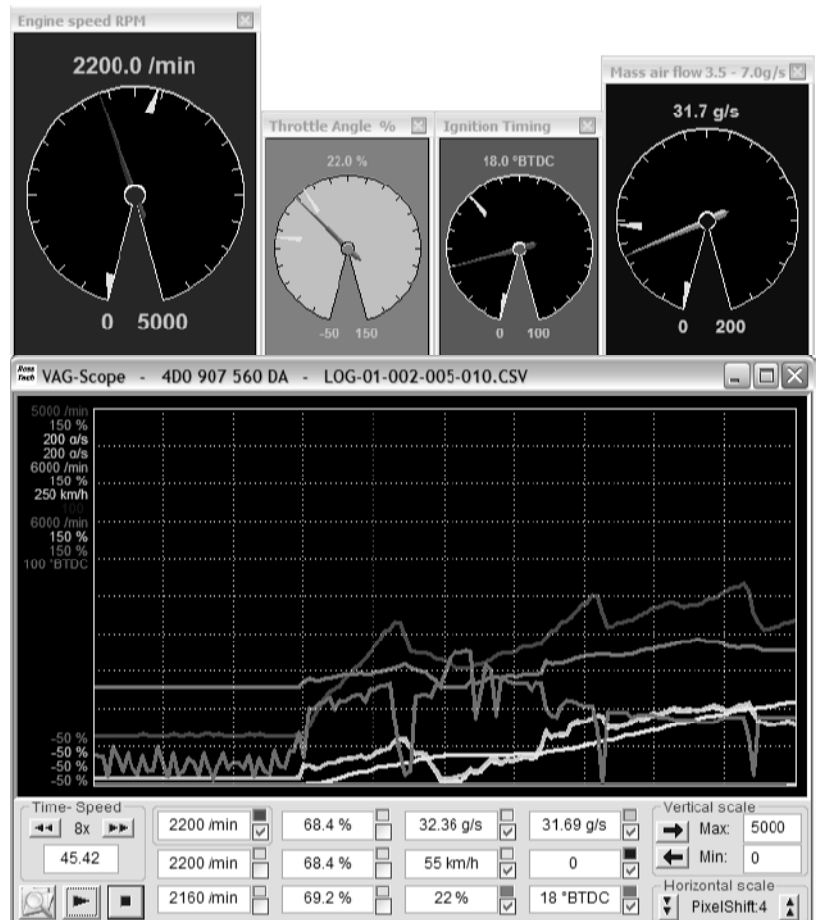 Engine speed RPM
2200.0 /min
0 5000
Throttle Angle %
22.0 %
-50 150
Ignition Timing
18.0 °BTDC
0 100
Mass air flow 3.5 - 7.0g/s
31.7 g/s
0 200
Ross Tech VAG-Scope - 4D0 907 560 DA - LOG-01-002-005-010.CSV
5000 /min
150 %
200 g/s
200 g/s
6000 /min
150 %
250 km/h
100
6000 /min
150 %
150 %
100 °BTDC
-50 %
-50 %
-50 %
-50 %
Time- Speed
8x
45.42
2200 /min 68.4 % 32.36 g/s 31.69 g/s
2200 /min 68.4 % 55 km/h 0
2160 /min 69.2 % 22 % 18 °BTDC
Vertical scale
Max: 5000
Min: 0
Horizontal scale
PixelShift:4